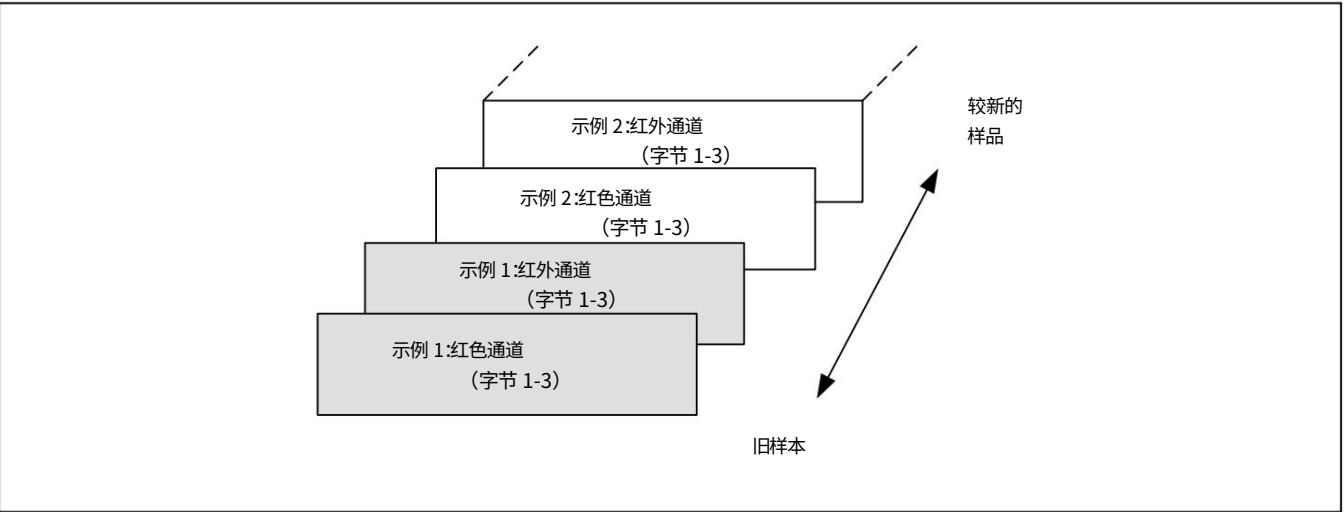 示例 2:红外通道
（字节 1-3）
较新的
样品
示例 2:红色通道
（字节 1-3）
示例 1:红外通道
（字节 1-3）
示例 1:红色通道
（字节 1-3）
旧样本